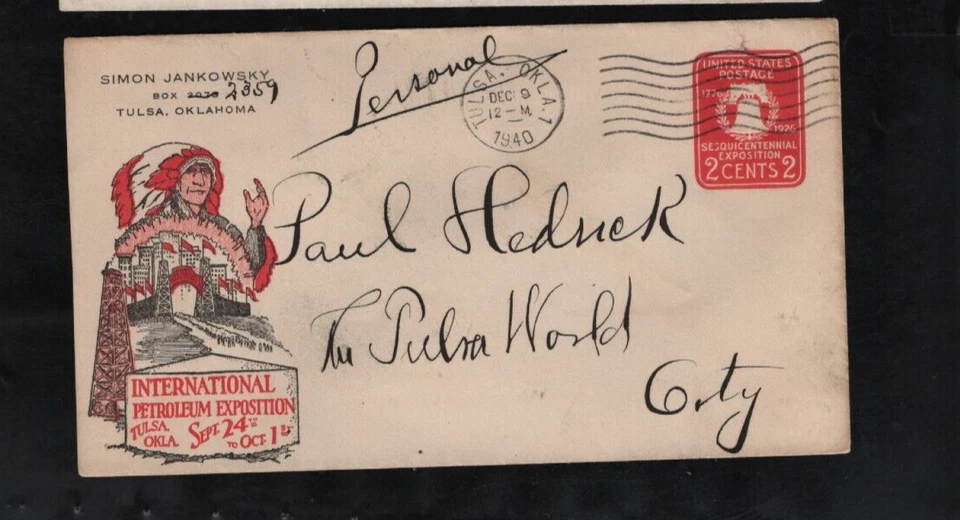 SIMON JANKOWSKY
BOX 2359
TULSA, OKLAHOMA
Personal
TULSA, OKLA. 1
DEC 9
12 - M
1940
UNITED STATES
POSTAGE
1776
1926
SESQUICENTENNIAL
EXPOSITION
2 CENTS 2
Paul Hedrick
The Tulsa World
City
INTERNATIONAL
PETROLEUM EXPOSITION
TULSA, OKLA. SEPT. 24TH TO OCT. 1ST